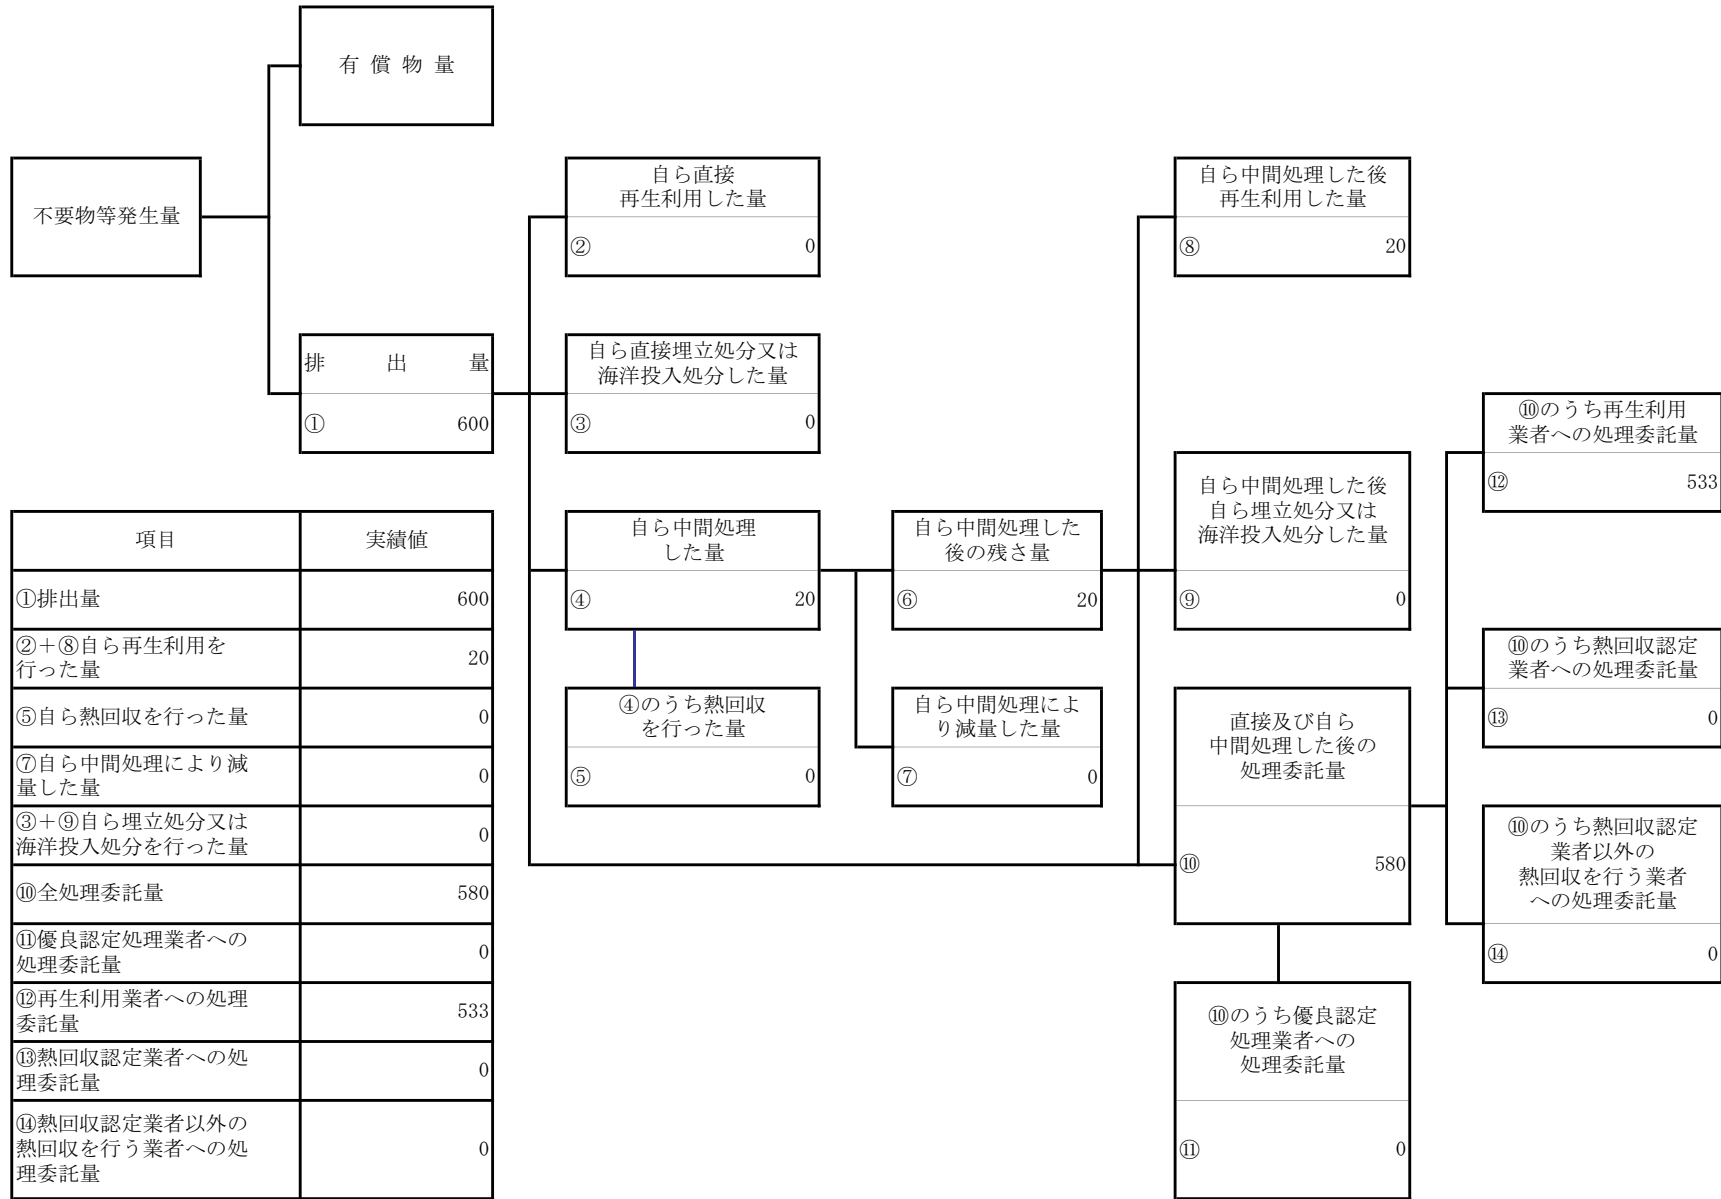 有 償 物 量
不要物等発生量
排 出 量
① 600
自ら直接
再生利用した量
② 0
自ら直接埋立処分又は
海洋投入処分した量
③ 0
自ら中間処理
した量
④ 20
④のうち熱回収
を行った量
⑤ 0
自ら中間処理した
後の残さ量
⑥ 20
自ら中間処理によ
り減量した量
⑦ 0
自ら中間処理した後
再生利用した量
⑧ 20
自ら中間処理した後
自ら埋立処分又は
海洋投入処分した量
⑨ 0
直接及び自ら
中間処理した後の
処理委託量
⑩ 580
⑩のうち優良認定
処理業者への
処理委託量
⑪ 0
⑩のうち再生利用
業者への処理委託量
⑫ 533
⑩のうち熱回収認定
業者への処理委託量
⑬ 0
⑩のうち熱回収認定
業者以外の
熱回収を行う業者
への処理委託量
⑭ 0
項目 実績値
①排出量 600
②+⑧自ら再生利用を
行った量 20
⑤自ら熱回収を行った量 0
⑦自ら中間処理により減
量した量 0
③+⑨自ら埋立処分又は
海洋投入処分を行った量 0
⑩全処理委託量 580
⑪優良認定処理業者への
処理委託量 0
⑫再生利用業者への処理
委託量 533
⑬熱回収認定業者への処
理委託量 0
⑭熱回収認定業者以外の
熱回収を行う業者への処
理委託量 0